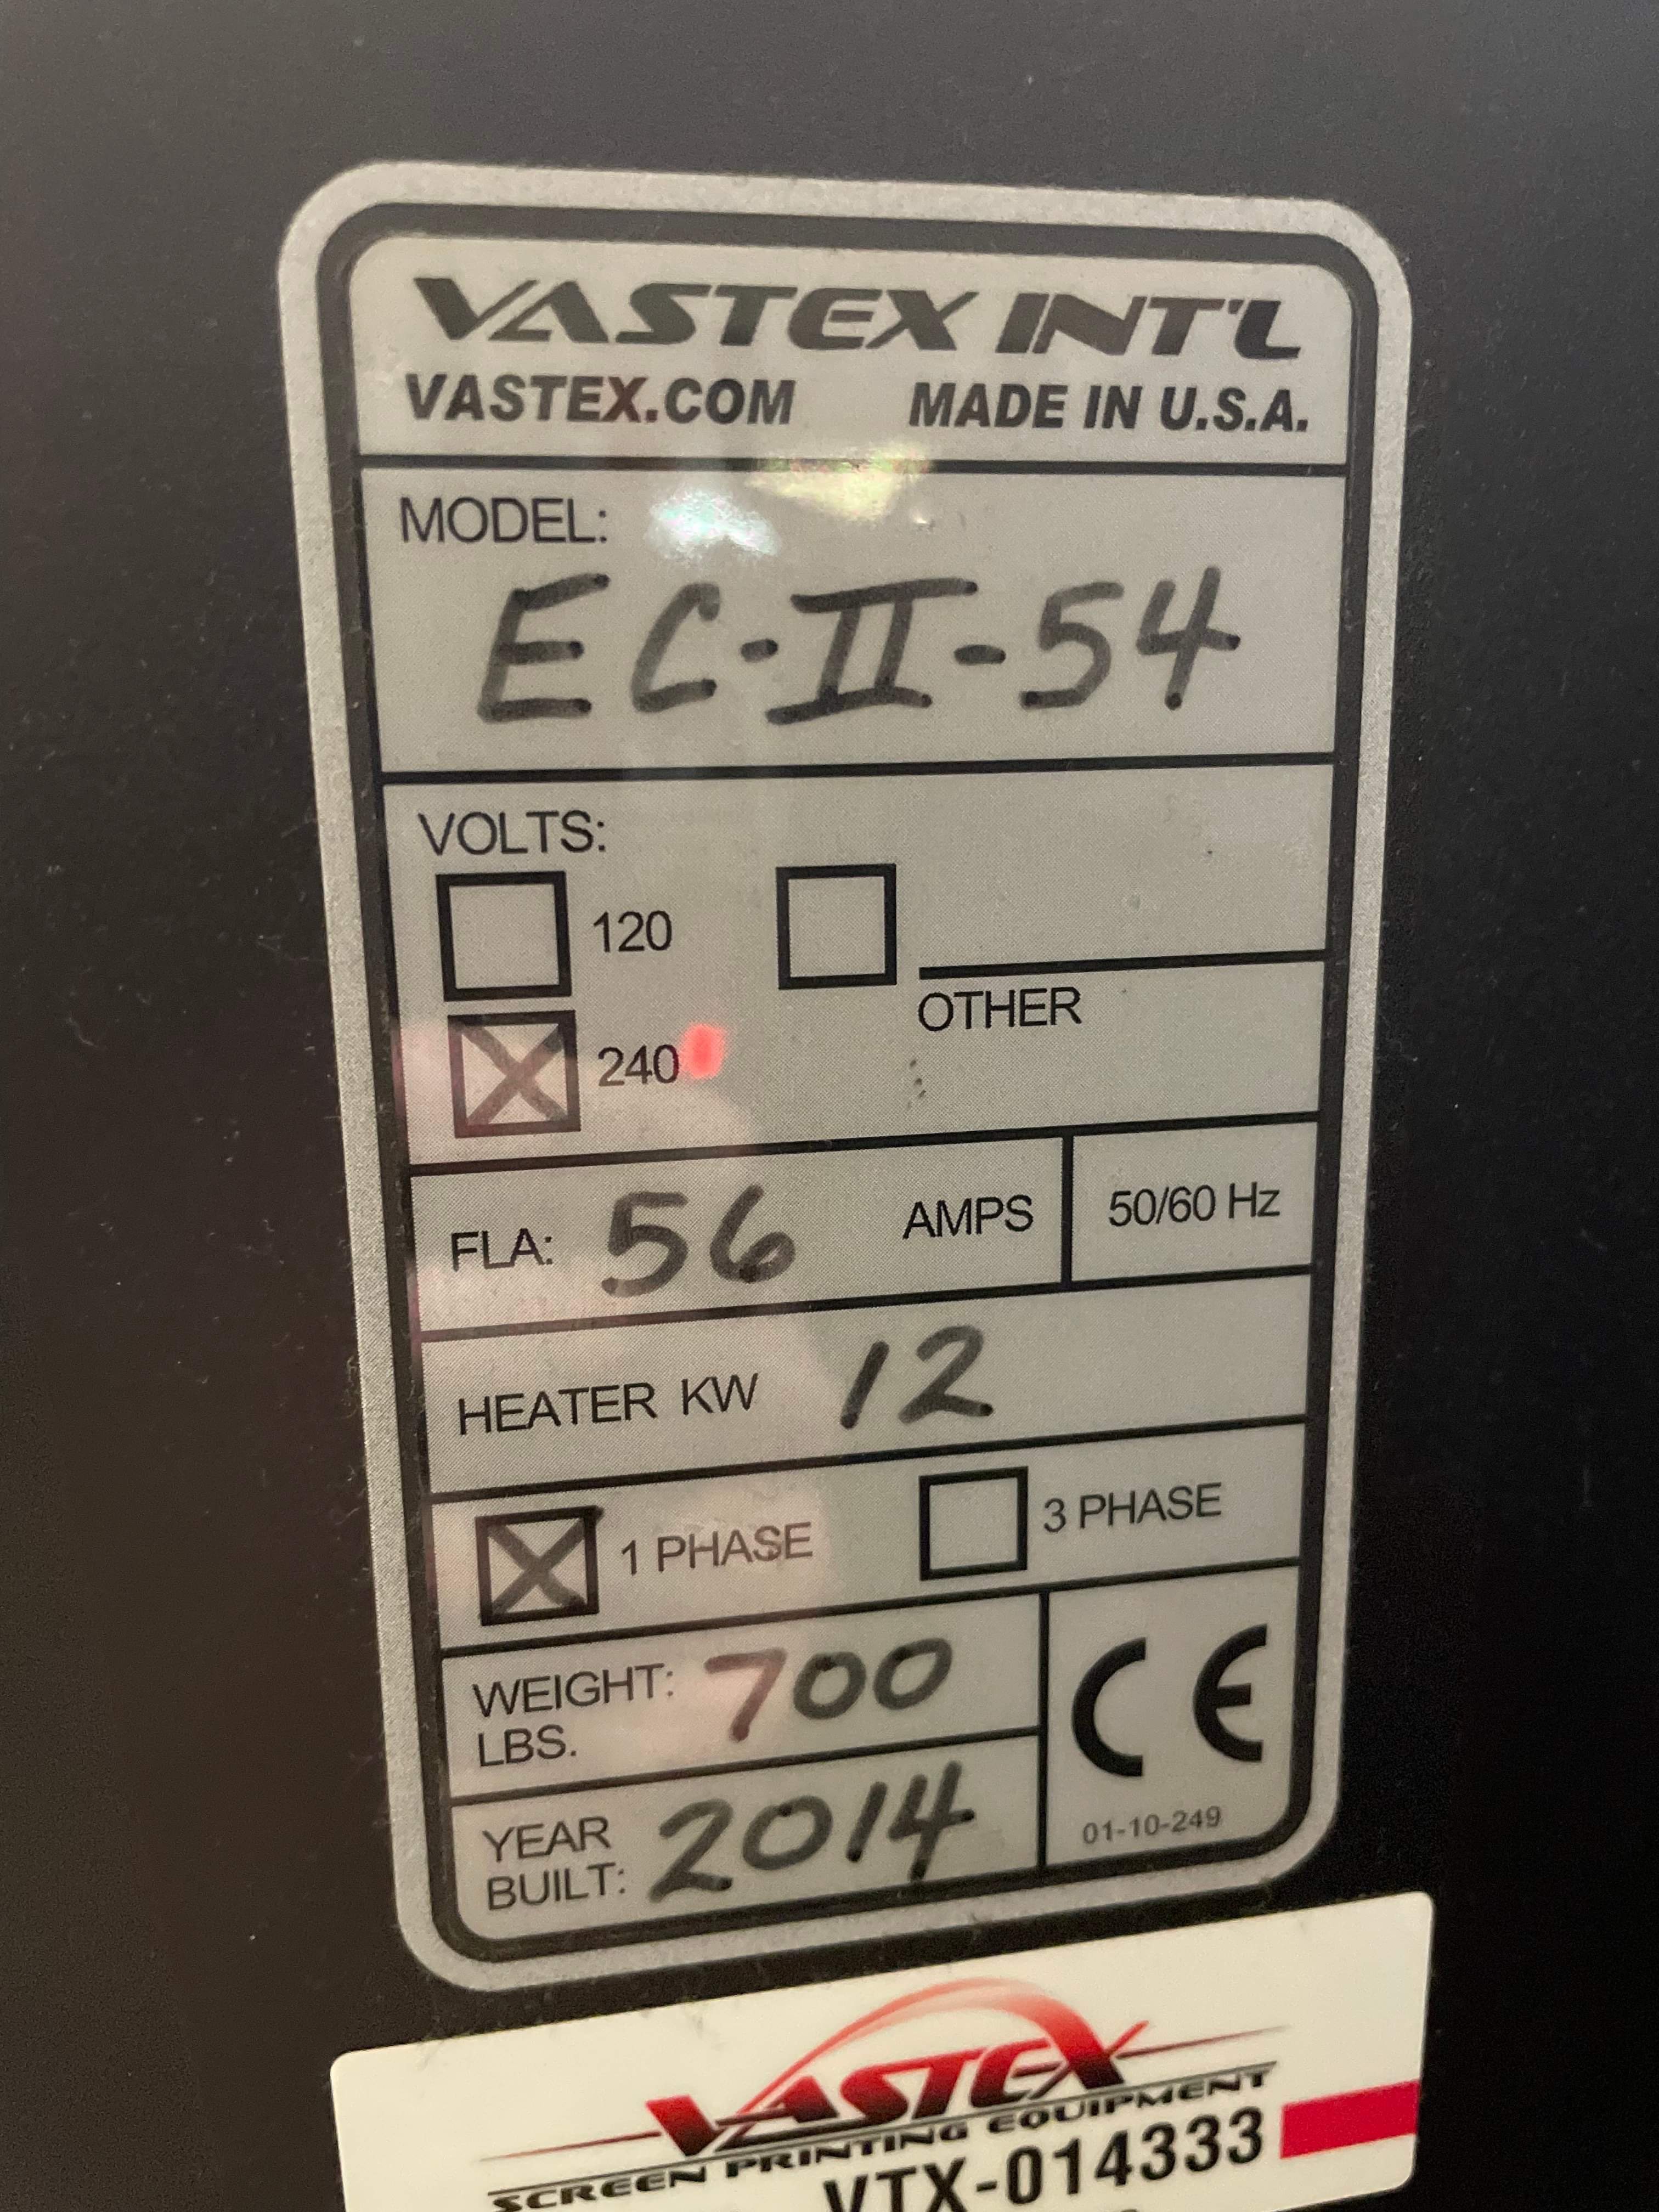 VASTEX INT'L
VASTEX.COM MADE IN U.S.A.
MODEL:
EC-II-54
VOLTS:
120
OTHER
240
FLA: 56 AMPS 50/60 Hz
HEATER KW 12
1 PHASE 3 PHASE
WEIGHT: 700
LBS.
CE
YEAR
BUILT: 2014
01-10-249
VASTEX
SCREEN PRINTING EQUIPMENT
VTX-014333